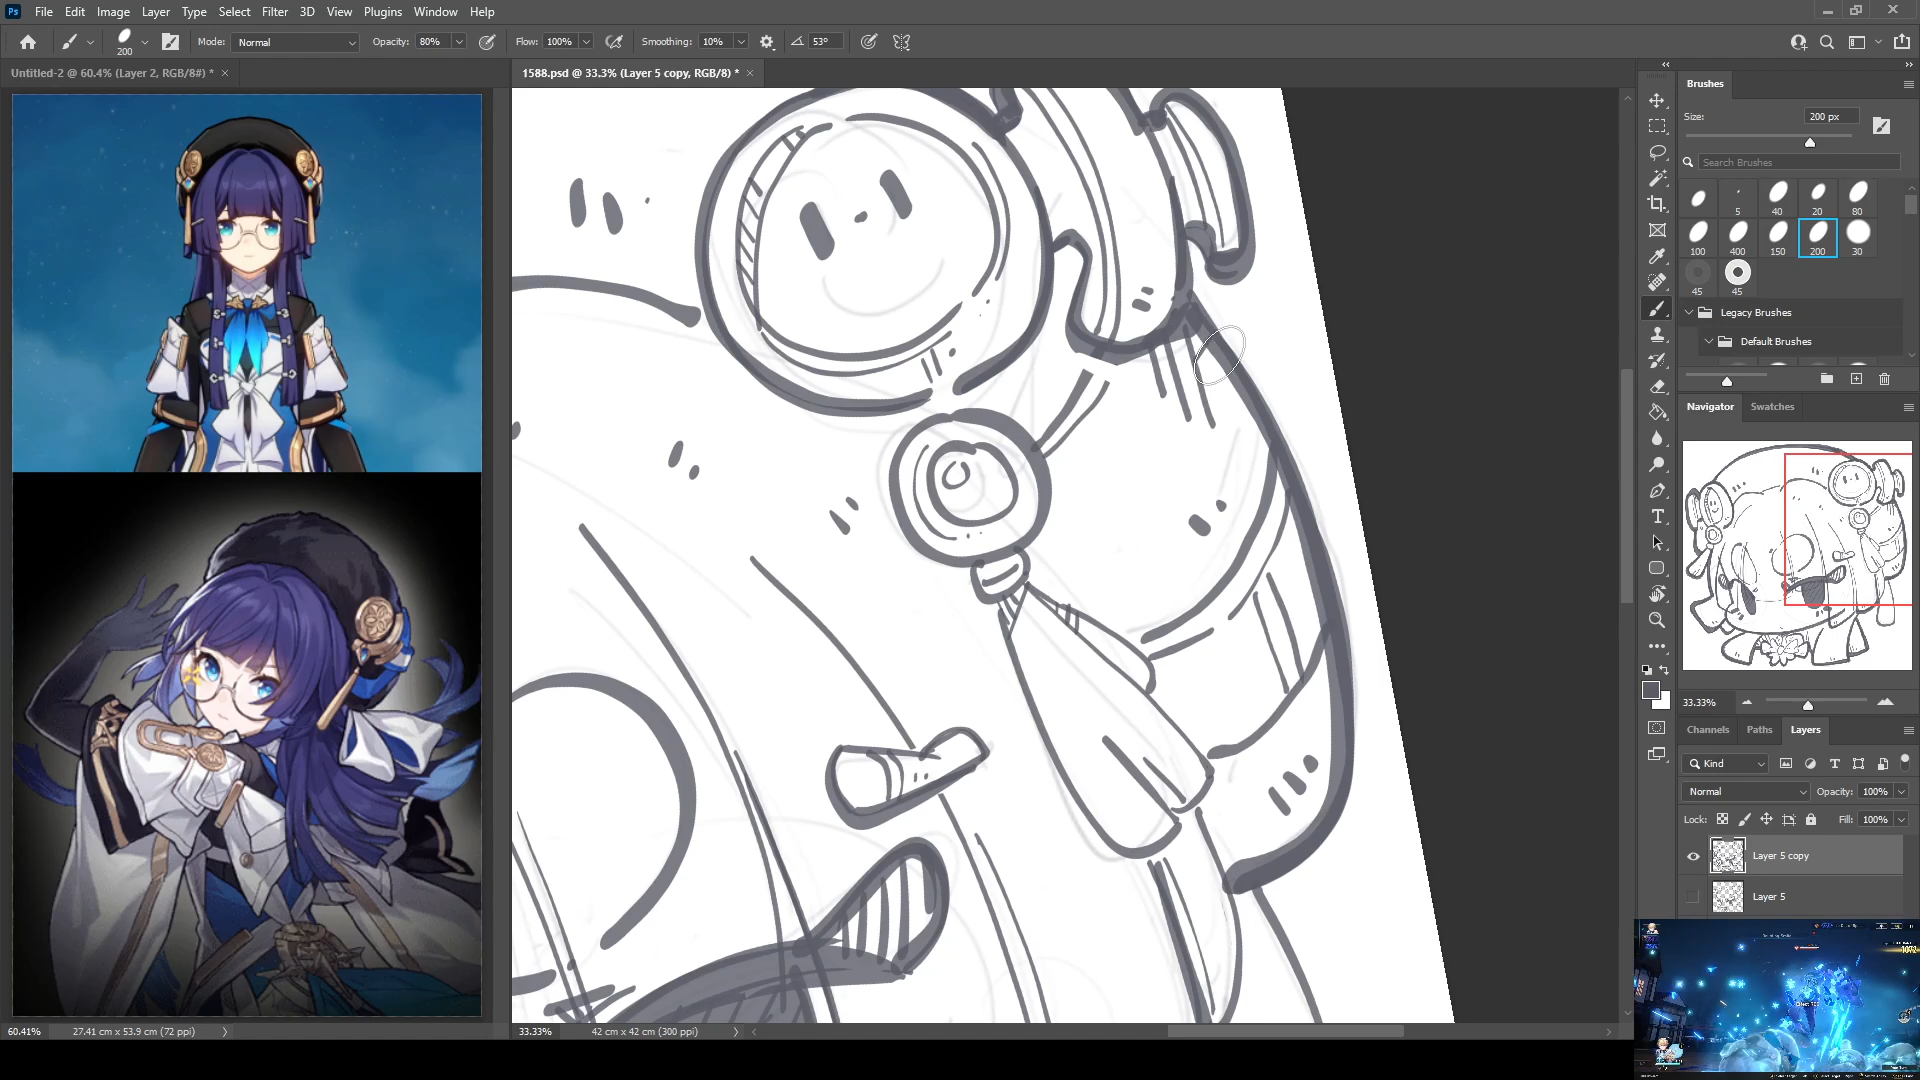 Ps File Edit Image Layer Type Select Filter 3D View Plugins Window Help
200 Mode: Normal Opacity: 80% Flow: 100% Smoothing: 10% 53°
Untitled-2 @ 60.4% (Layer 2, RGB/8#) *
1588.psd @ 33.3% (Layer 5 copy, RGB/8) *
Brushes
Size: 200 px
Search Brushes
5 40 20 80
100 400 150 200 30
45 45
Legacy Brushes
Default Brushes
Navigator Swatches
33.33%
Channels Paths Layers
Kind
Normal Opacity: 100%
Lock: Fill: 100%
Layer 5 copy
Layer 5
60.41% 27.41 cm x 53.9 cm (72 ppi)
33.33% 42 cm x 42 cm (300 ppi)